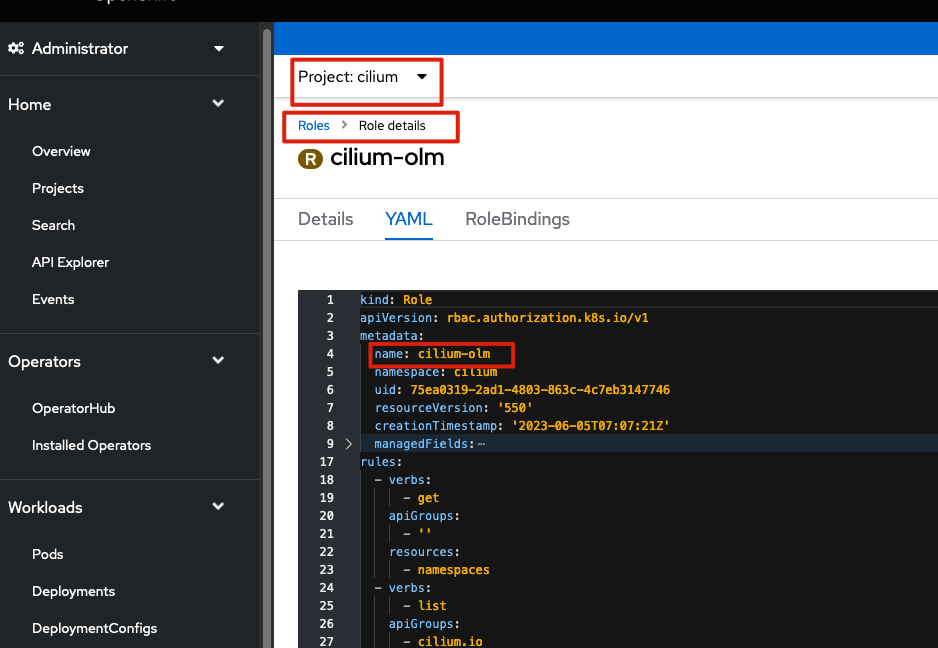 Administrator
Home
Overview
Projects
Search
API Explorer
Events
Operators
OperatorHub
Installed Operators
Workloads
Pods
Deployments
DeploymentConfigs
Project: cilium
Roles > Role details
R cilium-olm
Details YAML RoleBindings
1 kind: Role
2 apiVersion: rbac.authorization.k8s.io/v1
3 metadata:
4 name: cilium-olm
5 namespace: cilium
6 uid: 75ea0319-2ad1-4803-863c-4c7eb3147746
7 resourceVersion: '550'
8 creationTimestamp: '2023-06-05T07:07:21Z'
9 > managedFields:⋯
17 rules:
18 - verbs:
19 - get
20 apiGroups:
21 - ''
22 resources:
23 - namespaces
24 - verbs:
25 - list
26 apiGroups:
27 - cilium.io